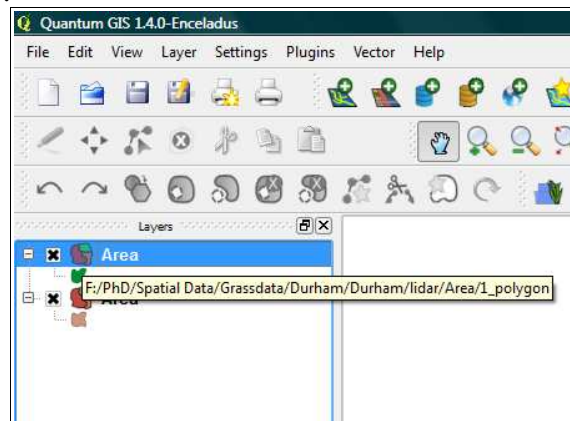 Quantum GIS 1.4.0-Enceladus
File Edit View Layer Settings Plugins Vector Help
Layers
Area
F:/PhD/Spatial Data/Grassdata/Durham/Durham/lidar/Area/1_polygon
Area